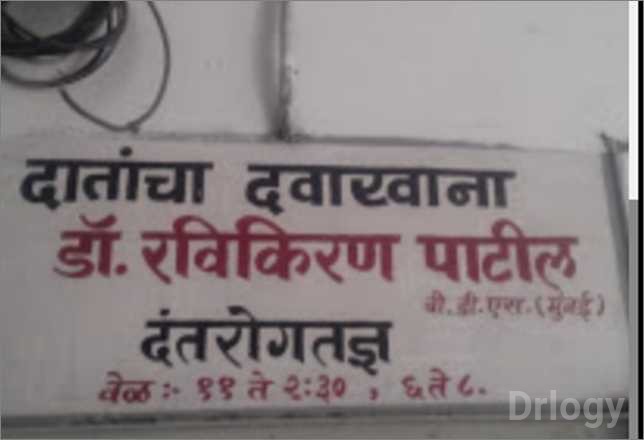 दातांचा दवाखाना
डॉ. रविकिरण पाटील
बी.डी.एस.(मुंबई)
दंतरोगतज्ञ
वेळ :- ११ ते २:३० , ६ ते ८.
Drlogy